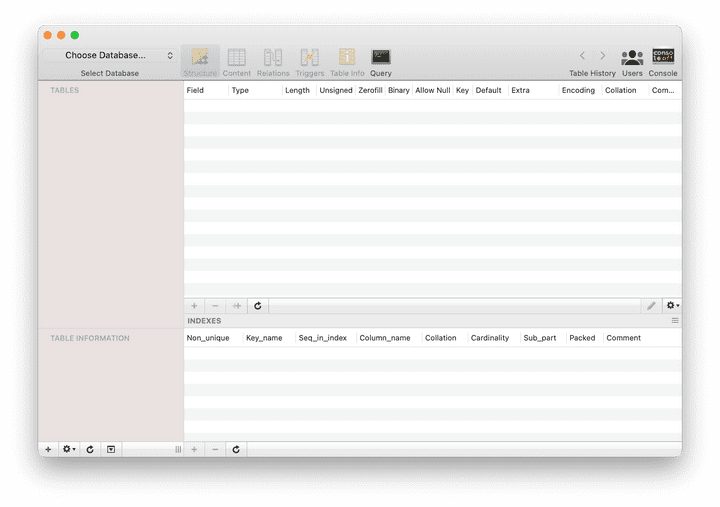 Choose Database...
Select Database
Structure Content Relations Triggers Table Info Query
Table History Users Console
TABLES
Field Type Length Unsigned Zerofill Binary Allow Null Key Default Extra Encoding Collation Com...
INDEXES
TABLE INFORMATION
Non_unique Key_name Seq_in_index Column_name Collation Cardinality Sub_part Packed Comment